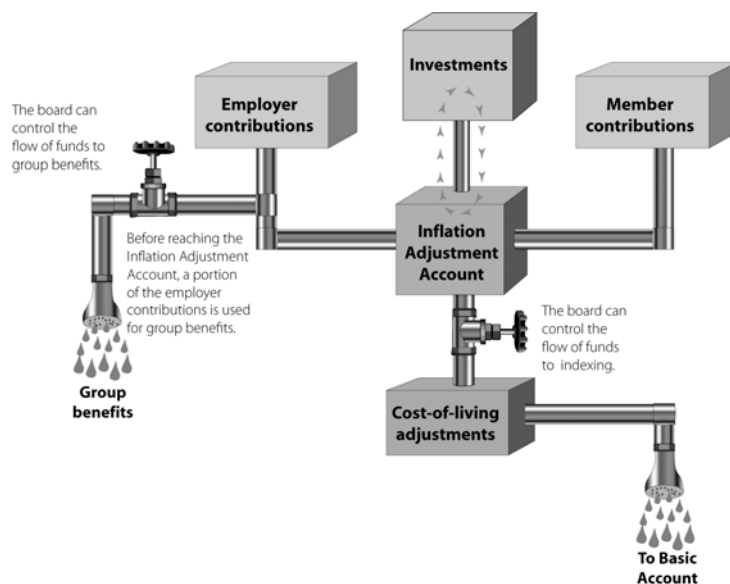 Investments
Employer
contributions
Member
contributions
The board can
control the
flow of funds to
group benefits.
Before reaching the
Inflation Adjustment
Account, a portion
of the employer
contributions is used
for group benefits.
Inflation
Adjustment
Account
The board can
control the
flow of funds
to indexing.
Group
benefits
Cost-of-living
adjustments
To Basic
Account